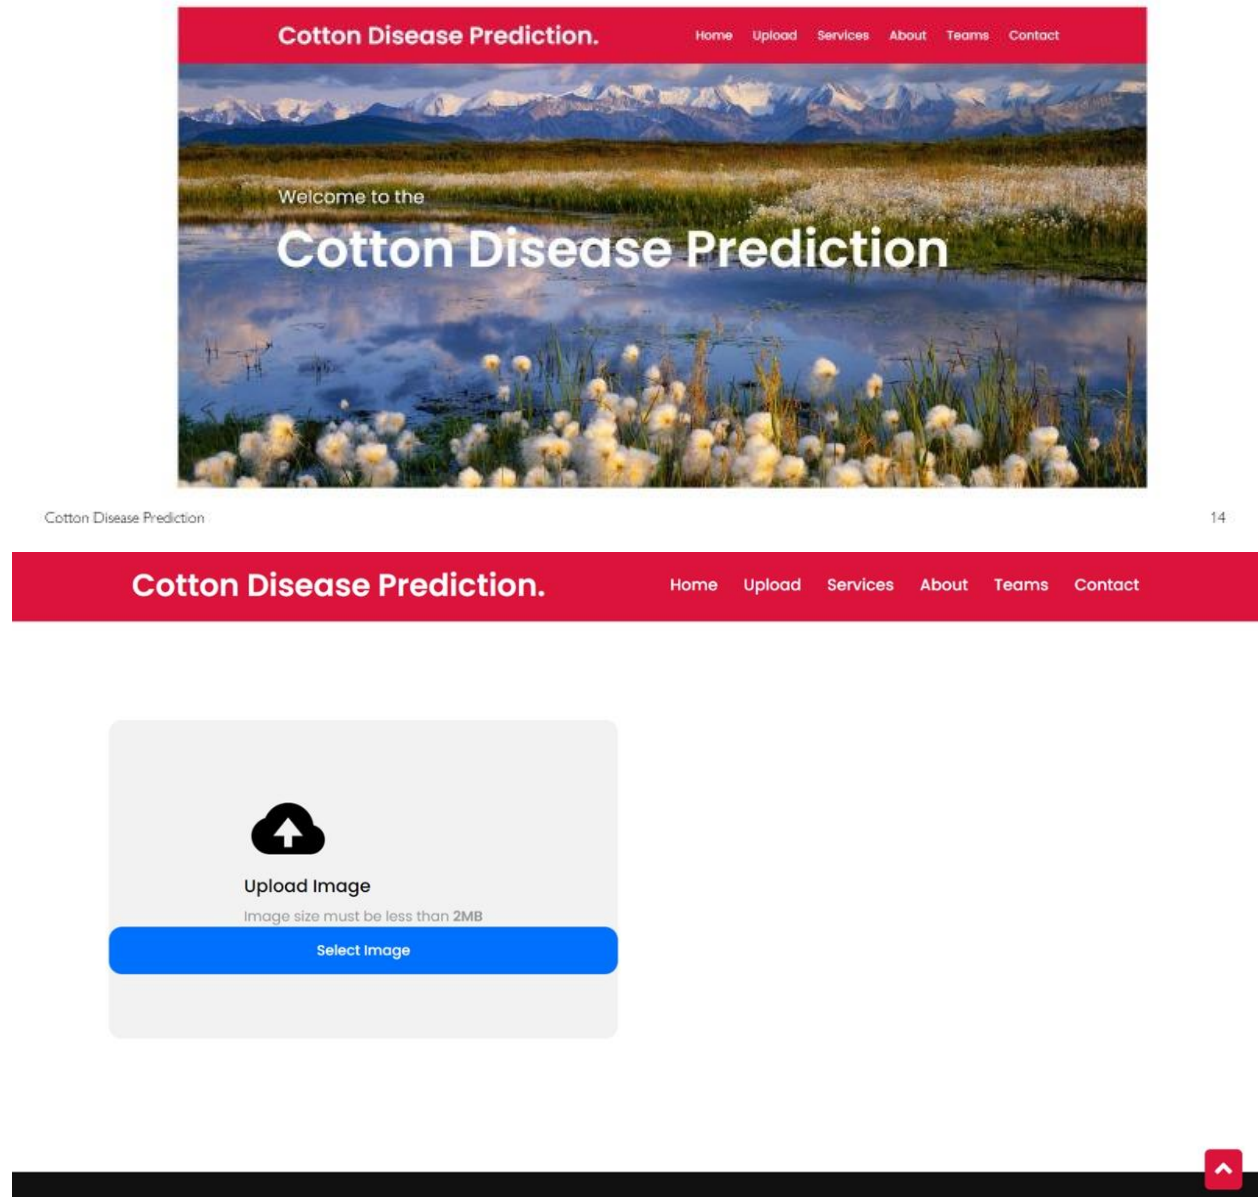 Cotton Disease Prediction. Home Upload Services About Teams Contact
Welcome to the
Cotton Disease Prediction
Cotton Disease Prediction 14
Cotton Disease Prediction. Home Upload Services About Teams Contact
Upload Image
Image size must be less than 2MB
Select Image